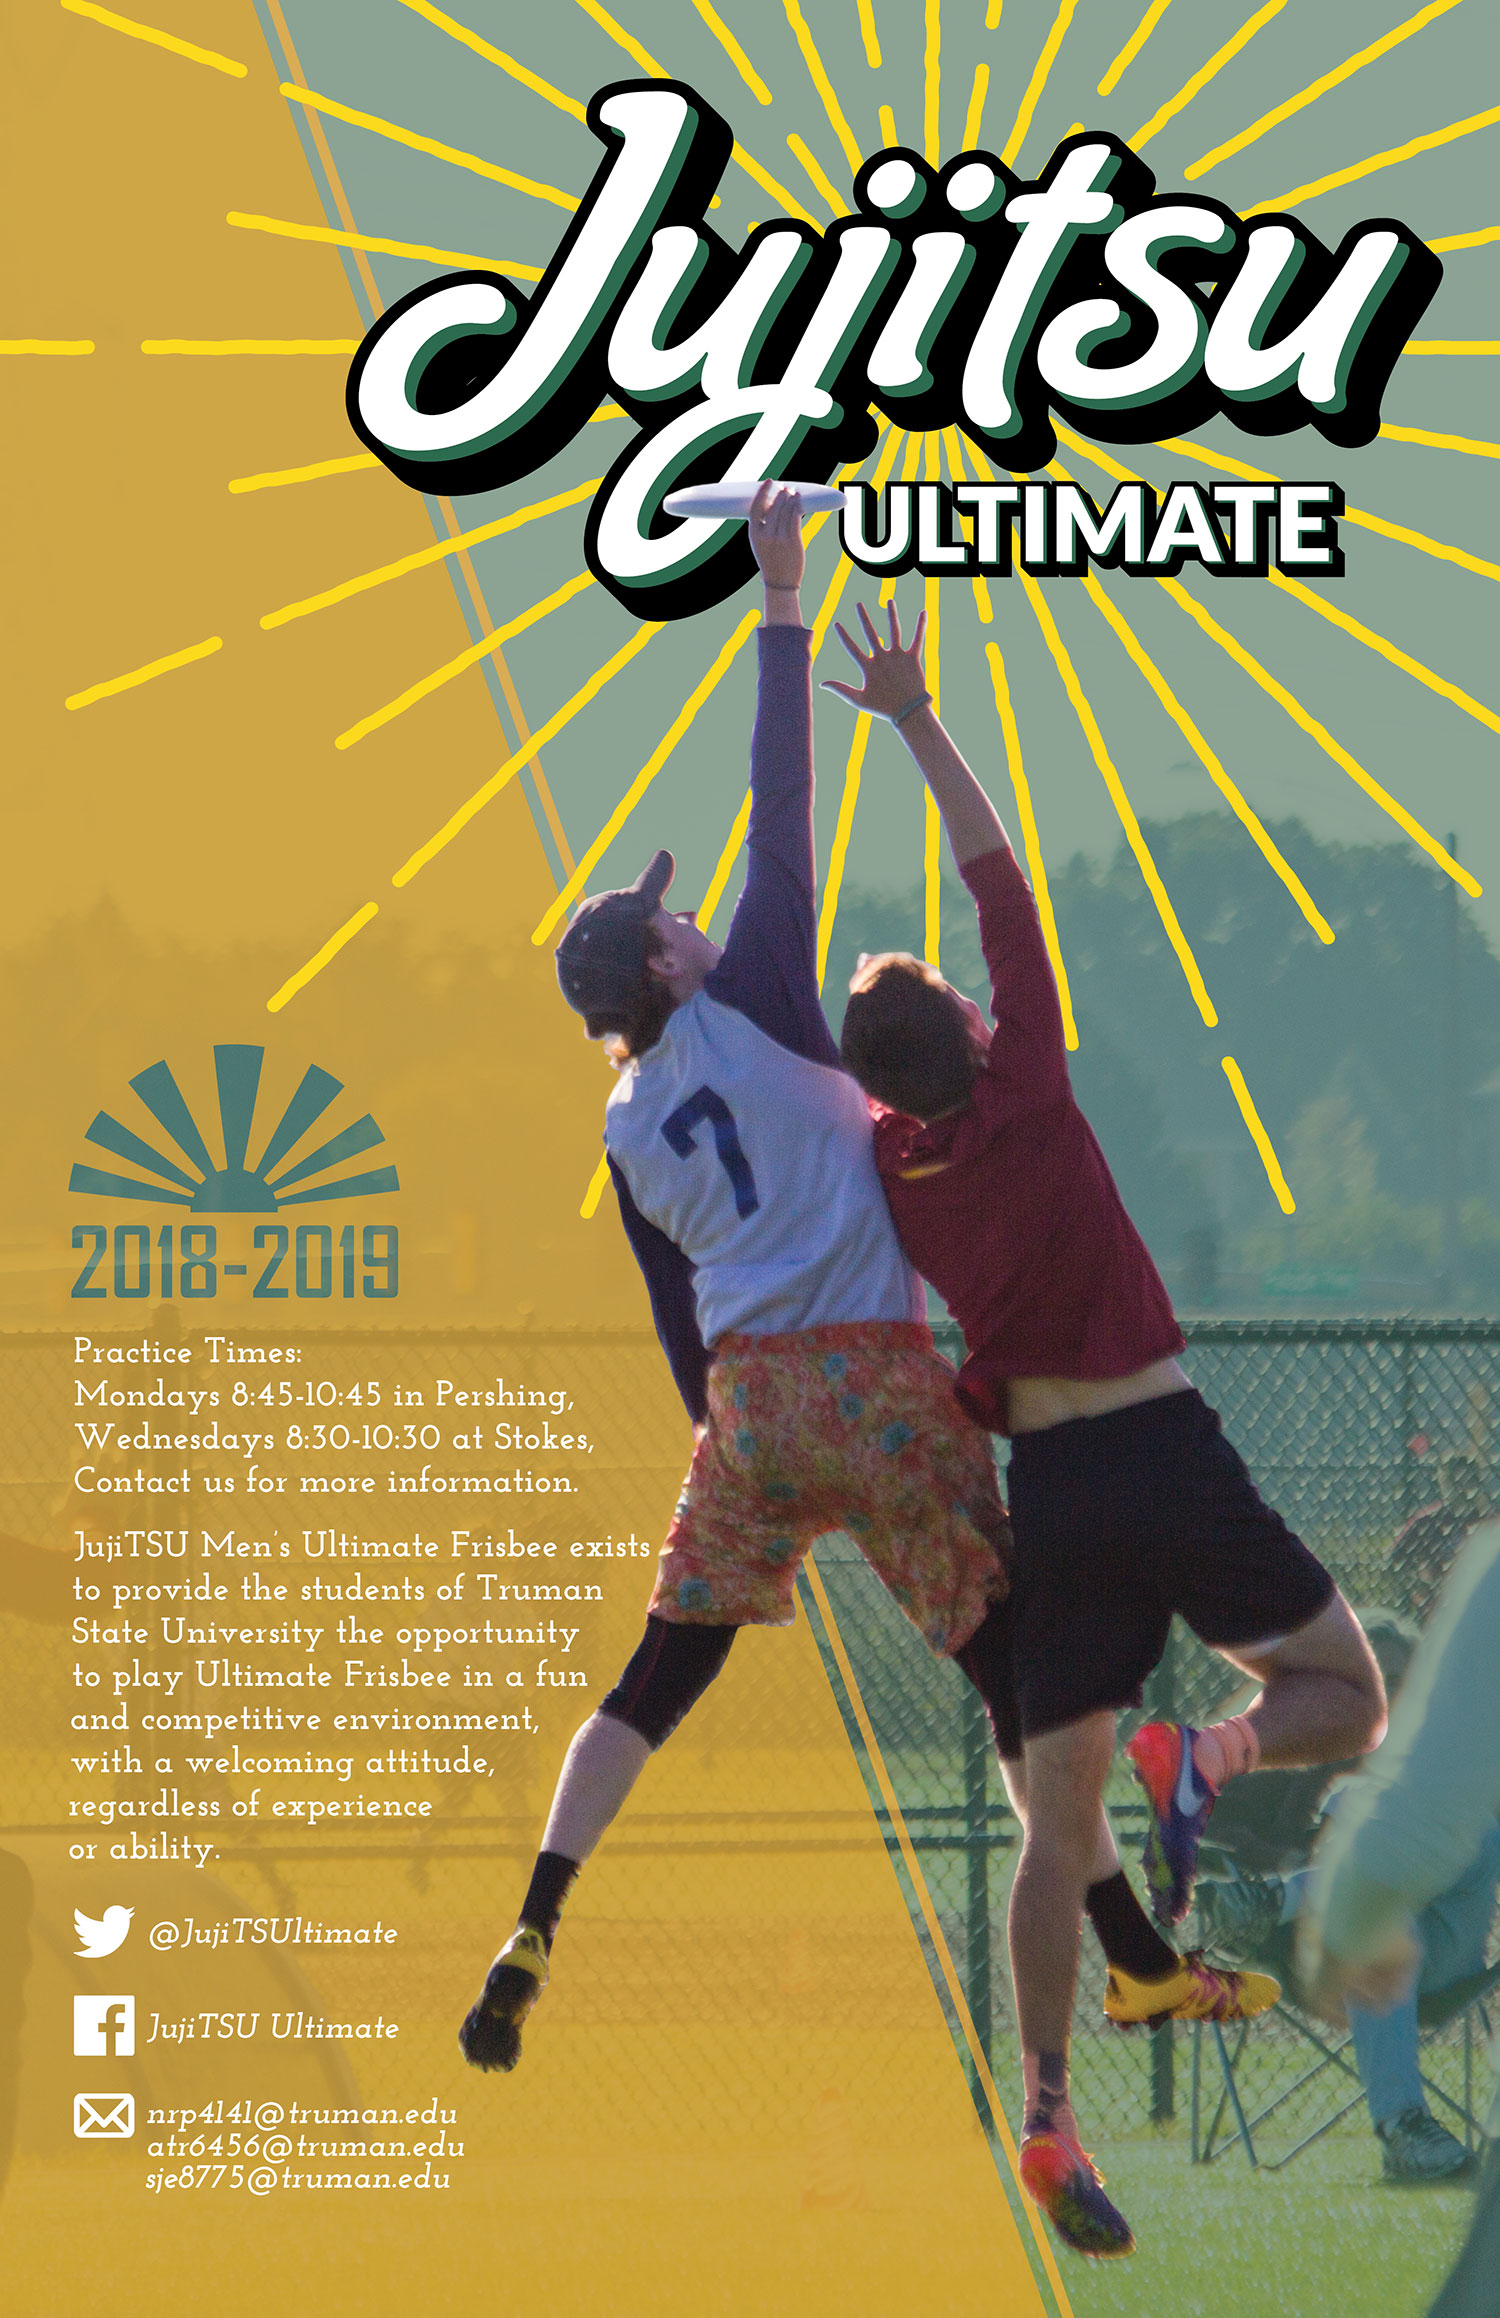 Jujitsu
ULTIMATE
7
2018-2019
Practice Times:
Mondays 8:45-10:45 in Pershing,
Wednesdays 8:30-10:30 at Stokes,
Contact us for more information.
JujiTSU Men's Ultimate Frisbee exists
to provide the students of Truman
State University the opportunity
to play Ultimate Frisbee in a fun
and competitive environment,
with a welcoming attitude,
regardless of experience
or ability.
@JujiTSUltimate
JujiTSU Ultimate
nrp4141@truman.edu
atr6456@truman.edu
sje8775@truman.edu